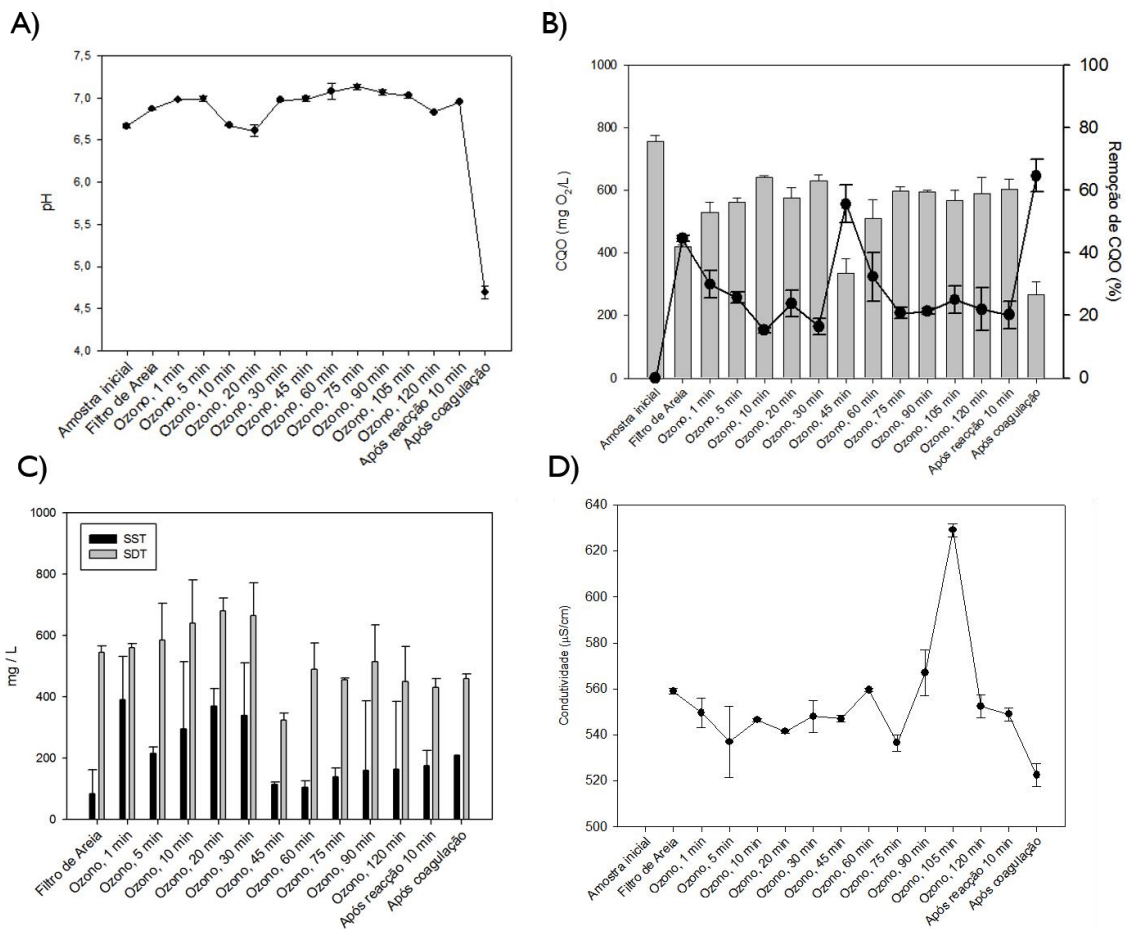 A)
7,5
7,0
6,5
6,0
5,5
5,0
4,5
4,0
pH
Amostra inicial
Filtro de Areia
Ozono, 1 min
Ozono, 5 min
Ozono, 10 min
Ozono, 20 min
Ozono, 30 min
Ozono, 45 min
Ozono, 60 min
Ozono, 75 min
Ozono, 90 min
Ozono, 105 min
Ozono, 120 min
Após reacção 10 min
Após coagulação
B)
1000
800
600
400
200
0
CQO (mg O2/L)
100
80
60
40
20
0
Remoção de CQO (%)
Amostra inicial
Filtro de Areia
Ozono, 1 min
Ozono, 5 min
Ozono, 10 min
Ozono, 20 min
Ozono, 30 min
Ozono, 45 min
Ozono, 60 min
Ozono, 75 min
Ozono, 90 min
Ozono, 105 min
Ozono, 120 min
Após reacção 10 min
Após coagulação
C)
1000
800
600
400
200
0
mg / L
SST
SDT
Filtro de Areia
Ozono, 1 min
Ozono, 5 min
Ozono, 10 min
Ozono, 20 min
Ozono, 30 min
Ozono, 45 min
Ozono, 60 min
Ozono, 75 min
Ozono, 90 min
Ozono, 120 min
Após reacção 10 min
Após coagulação
D)
640
620
600
580
560
540
520
500
Condutividade (µS/cm)
Amostra inicial
Filtro de Areia
Ozono, 1 min
Ozono, 5 min
Ozono, 10 min
Ozono, 20 min
Ozono, 30 min
Ozono, 45 min
Ozono, 60 min
Ozono, 75 min
Ozono, 90 min
Ozono, 105 min
Ozono, 120 min
Após reacção 10 min
Após coagulação